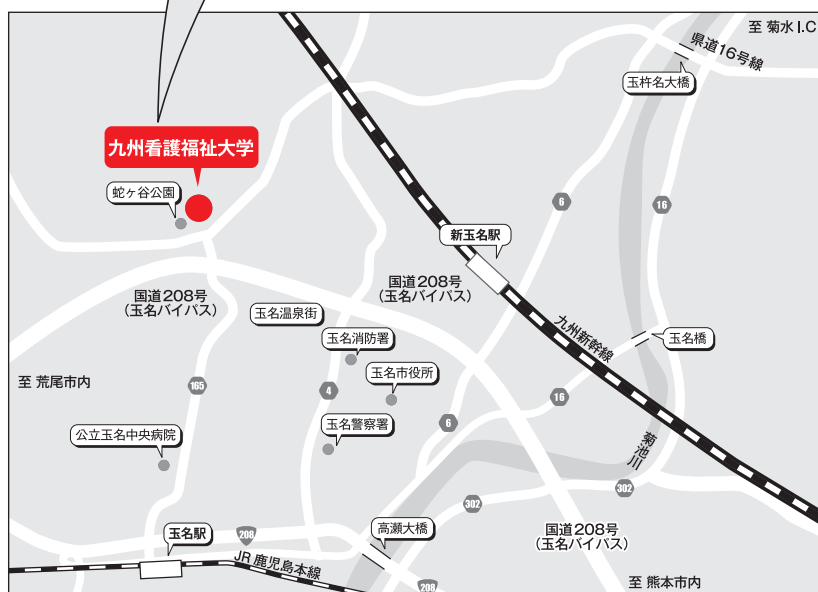 至 菊水I.C
県道16号線
玉杵名大橋
九州看護福祉大学
蛇ヶ谷公園
6
16
新玉名駅
国道208号
(玉名バイパス)
国道208号
(玉名バイパス)
玉名温泉街
九州新幹線
玉名消防署
玉名橋
至 荒尾市内
165
4
玉名市役所
16
6
公立玉名中央病院
玉名警察署
菊池川
302
302
玉名駅
208
高瀬大橋
国道208号
(玉名バイパス)
JR鹿児島本線
208
至 熊本市内